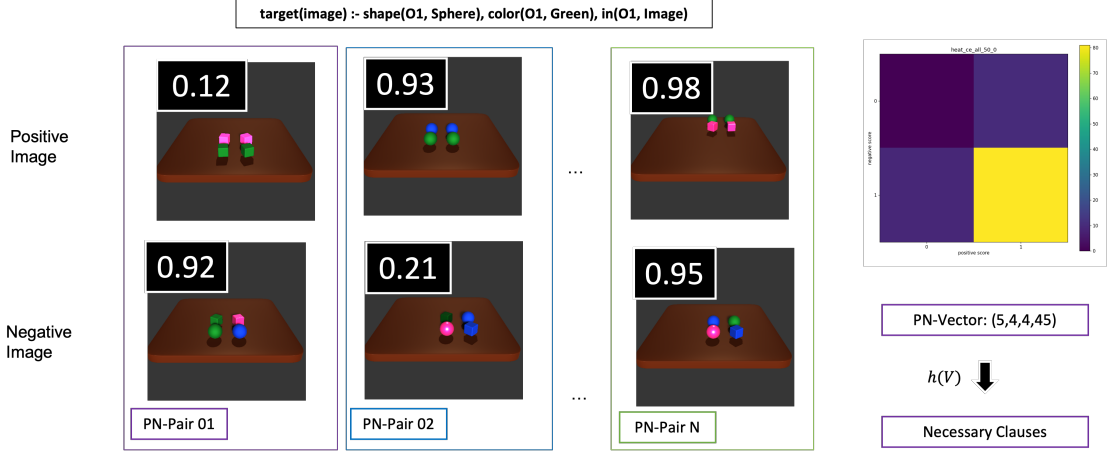 target(image) :- shape(O1, Sphere), color(O1, Green), in(O1, Image)
Positive
Image
0.12
0.93
0.98
...
Negative
Image
0.92
0.21
0.95
...
PN-Pair 01
PN-Pair 02
PN-Pair N
heat_ce_all_50_0
negative score
0
1
0
1
positive score
80
70
60
50
40
30
20
10
0
PN-Vector: (5,4,4,45)
h(V)
Necessary Clauses